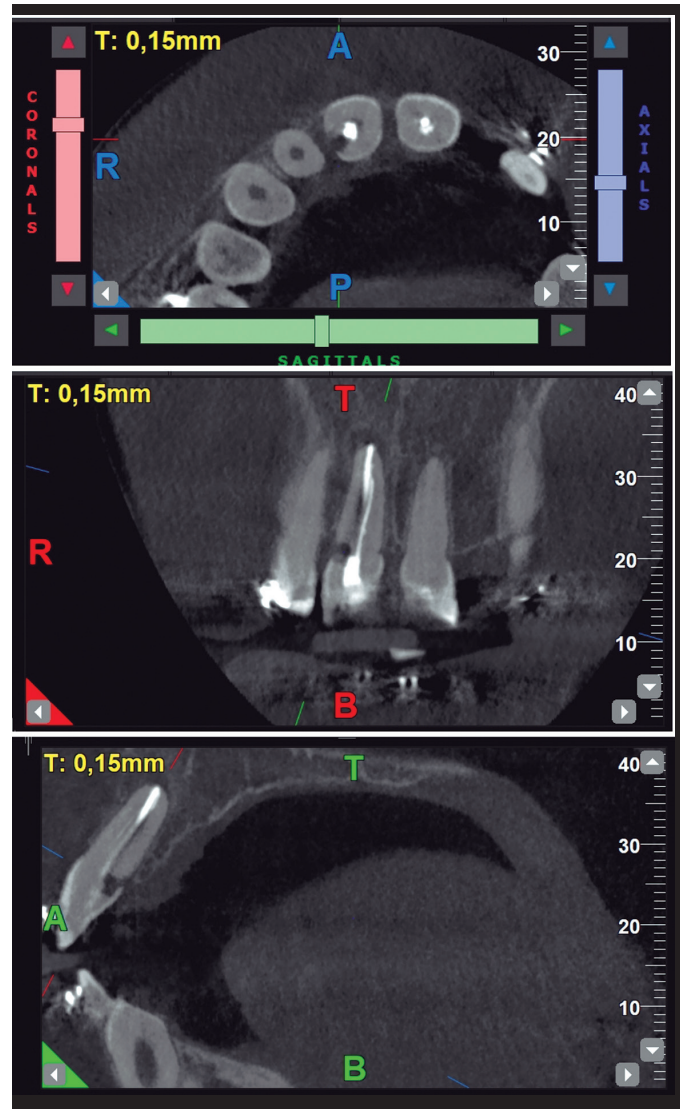 T: 0,15mm
A
30
CORONALS
R
20
AXIALS
10
P
SAGITTALS
T: 0,15mm
T
40
30
R
20
10
B
T: 0,15mm
T
40
30
A
20
10
B